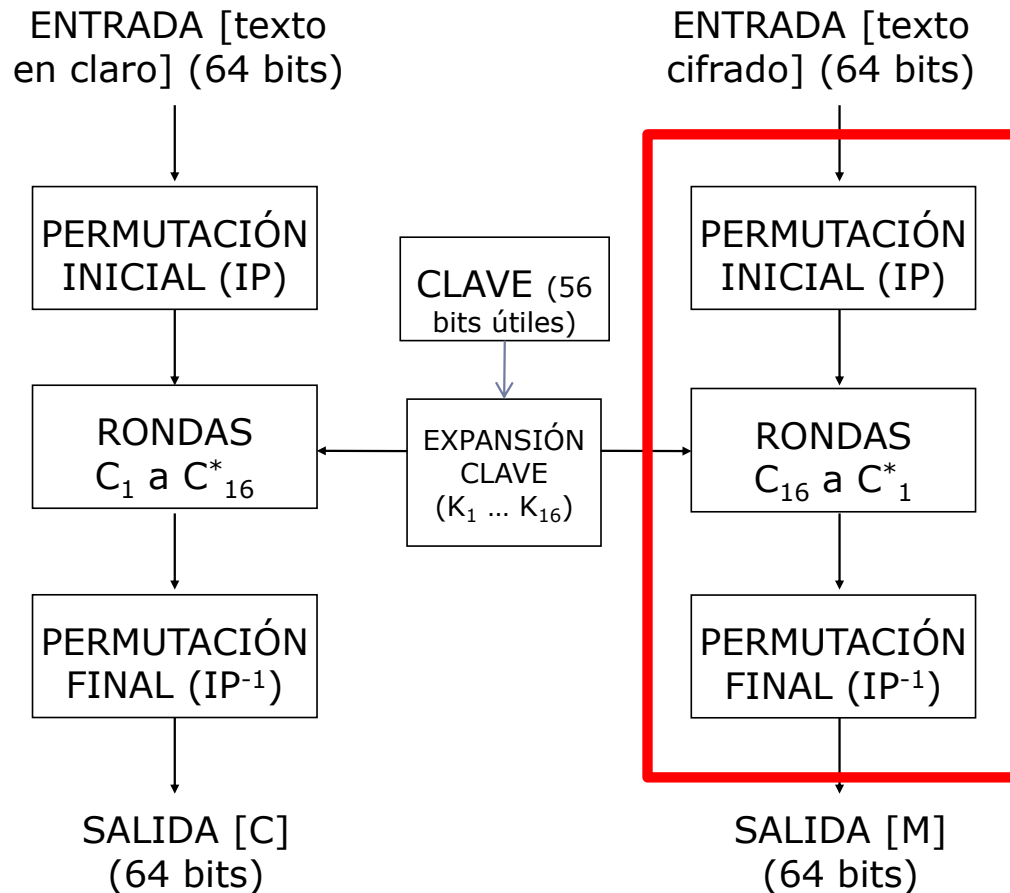 ENTRADA [texto
en claro] (64 bits)
PERMUTACIÓN
INICIAL (IP)
RONDAS
C₁ a C*₁₆
PERMUTACIÓN
FINAL (IP⁻¹)
SALIDA [C]
(64 bits)
CLAVE (56
bits útiles)
EXPANSIÓN
CLAVE
(K₁ … K₁₆)
ENTRADA [texto
cifrado] (64 bits)
PERMUTACIÓN
INICIAL (IP)
RONDAS
C₁₆ a C*₁
PERMUTACIÓN
FINAL (IP⁻¹)
SALIDA [M]
(64 bits)